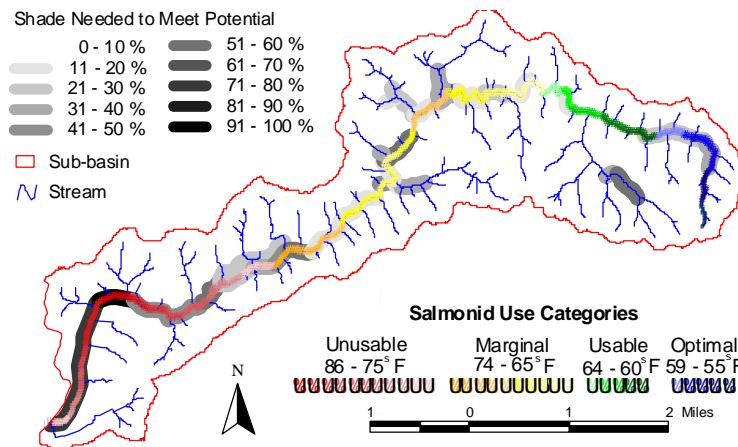 Shade Needed to Meet Potential
0 - 10 % 51 - 60 %
11 - 20 % 61 - 70 %
21 - 30 % 71 - 80 %
31 - 40 % 81 - 90 %
41 - 50 % 91 - 100 %
Sub-basin
Stream
N
Salmonid Use Categories
Unusable Marginal Usable Optimal
86 - 75 s F 74 - 65 s F 64 - 60 s F 59 - 55 s F
1 0 1 2 Miles